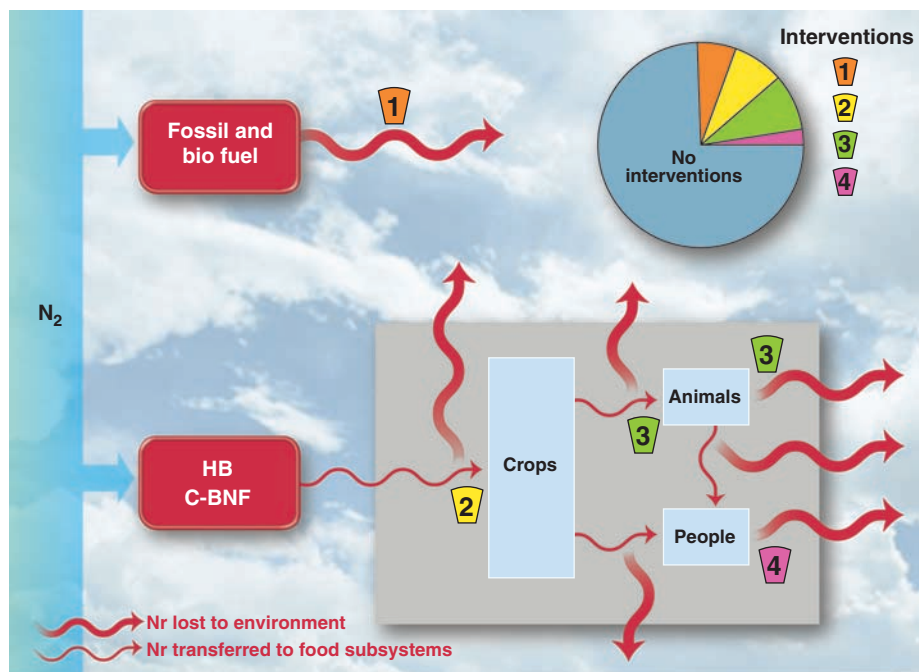 Interventions
1
1
2
3
4
Fossil and
bio fuel
No
interventions
N2
3
Animals
3
Crops
HB
C-BNF
2
People
4
Nr lost to environment
Nr transferred to food subsystems